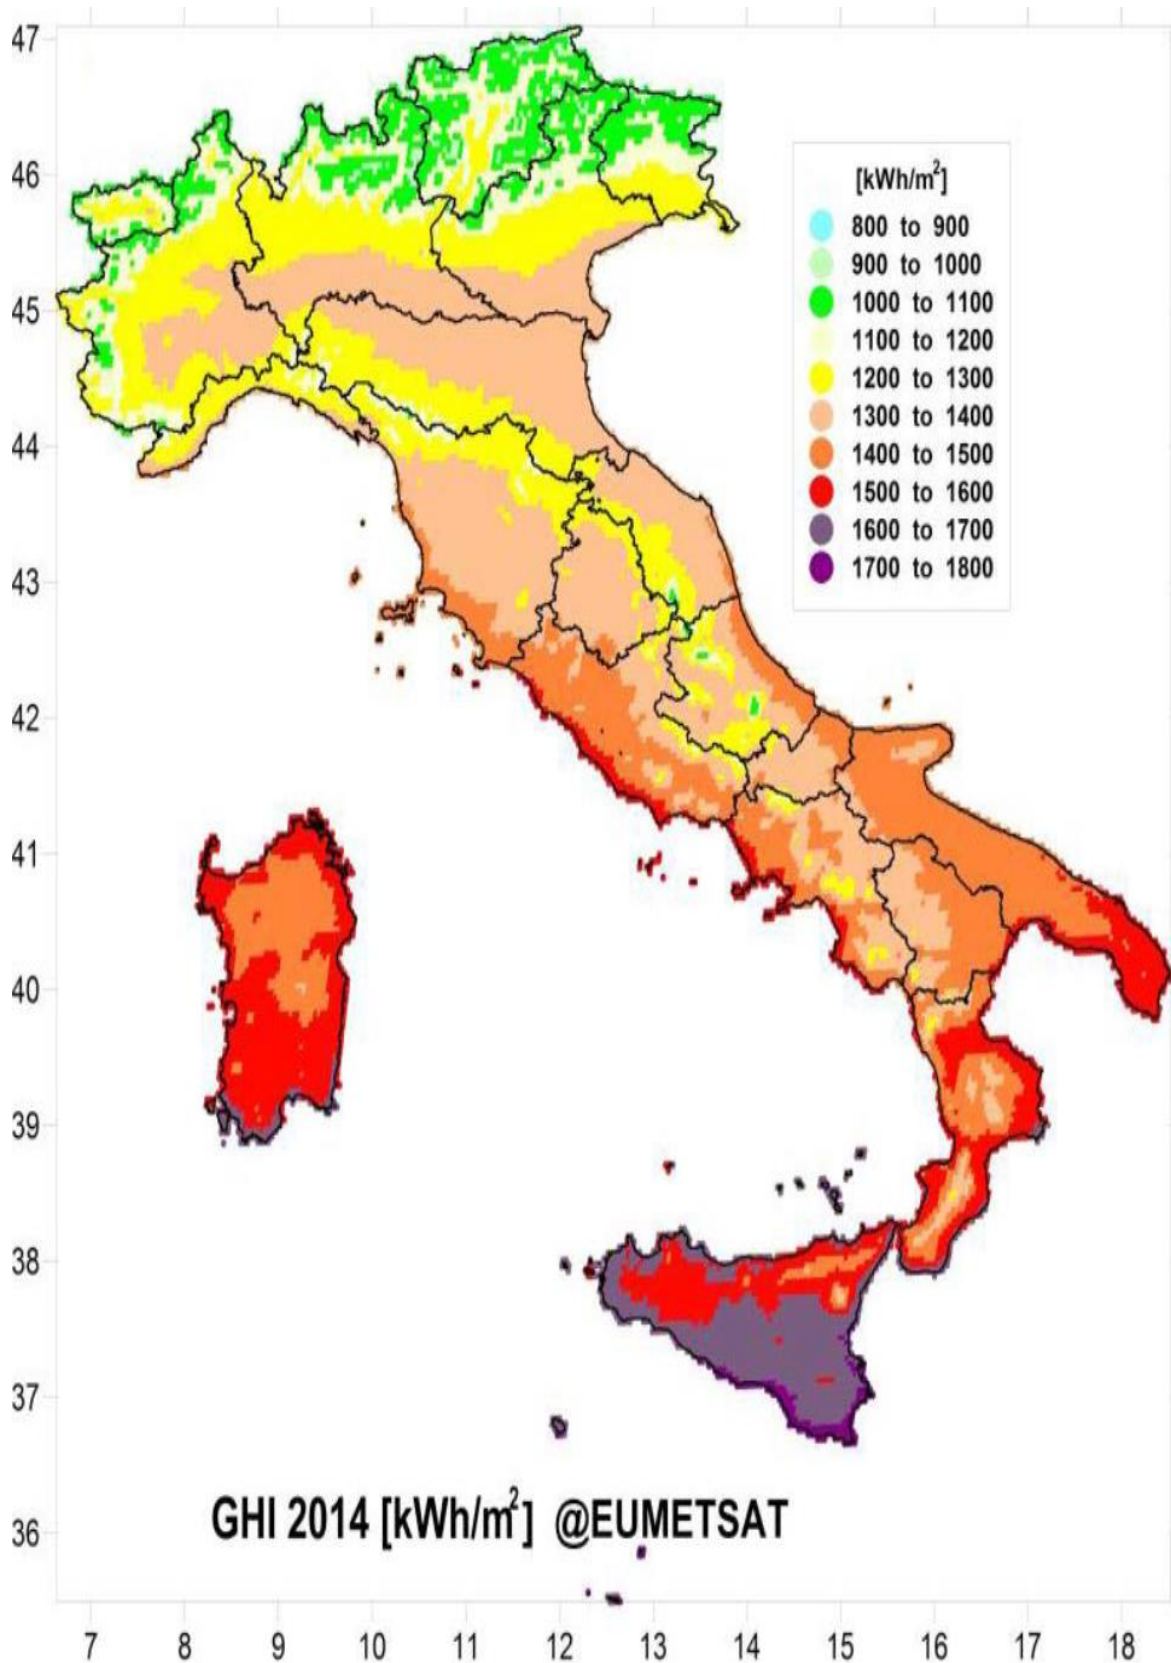 47
46
45
44
43
42
41
40
39
38
37
36
[kWh/m²]
800 to 900
900 to 1000
1000 to 1100
1100 to 1200
1200 to 1300
1300 to 1400
1400 to 1500
1500 to 1600
1600 to 1700
1700 to 1800
GHI 2014 [kWh/m²] @EUMETSAT
7 8 9 10 11 12 13 14 15 16 17 18